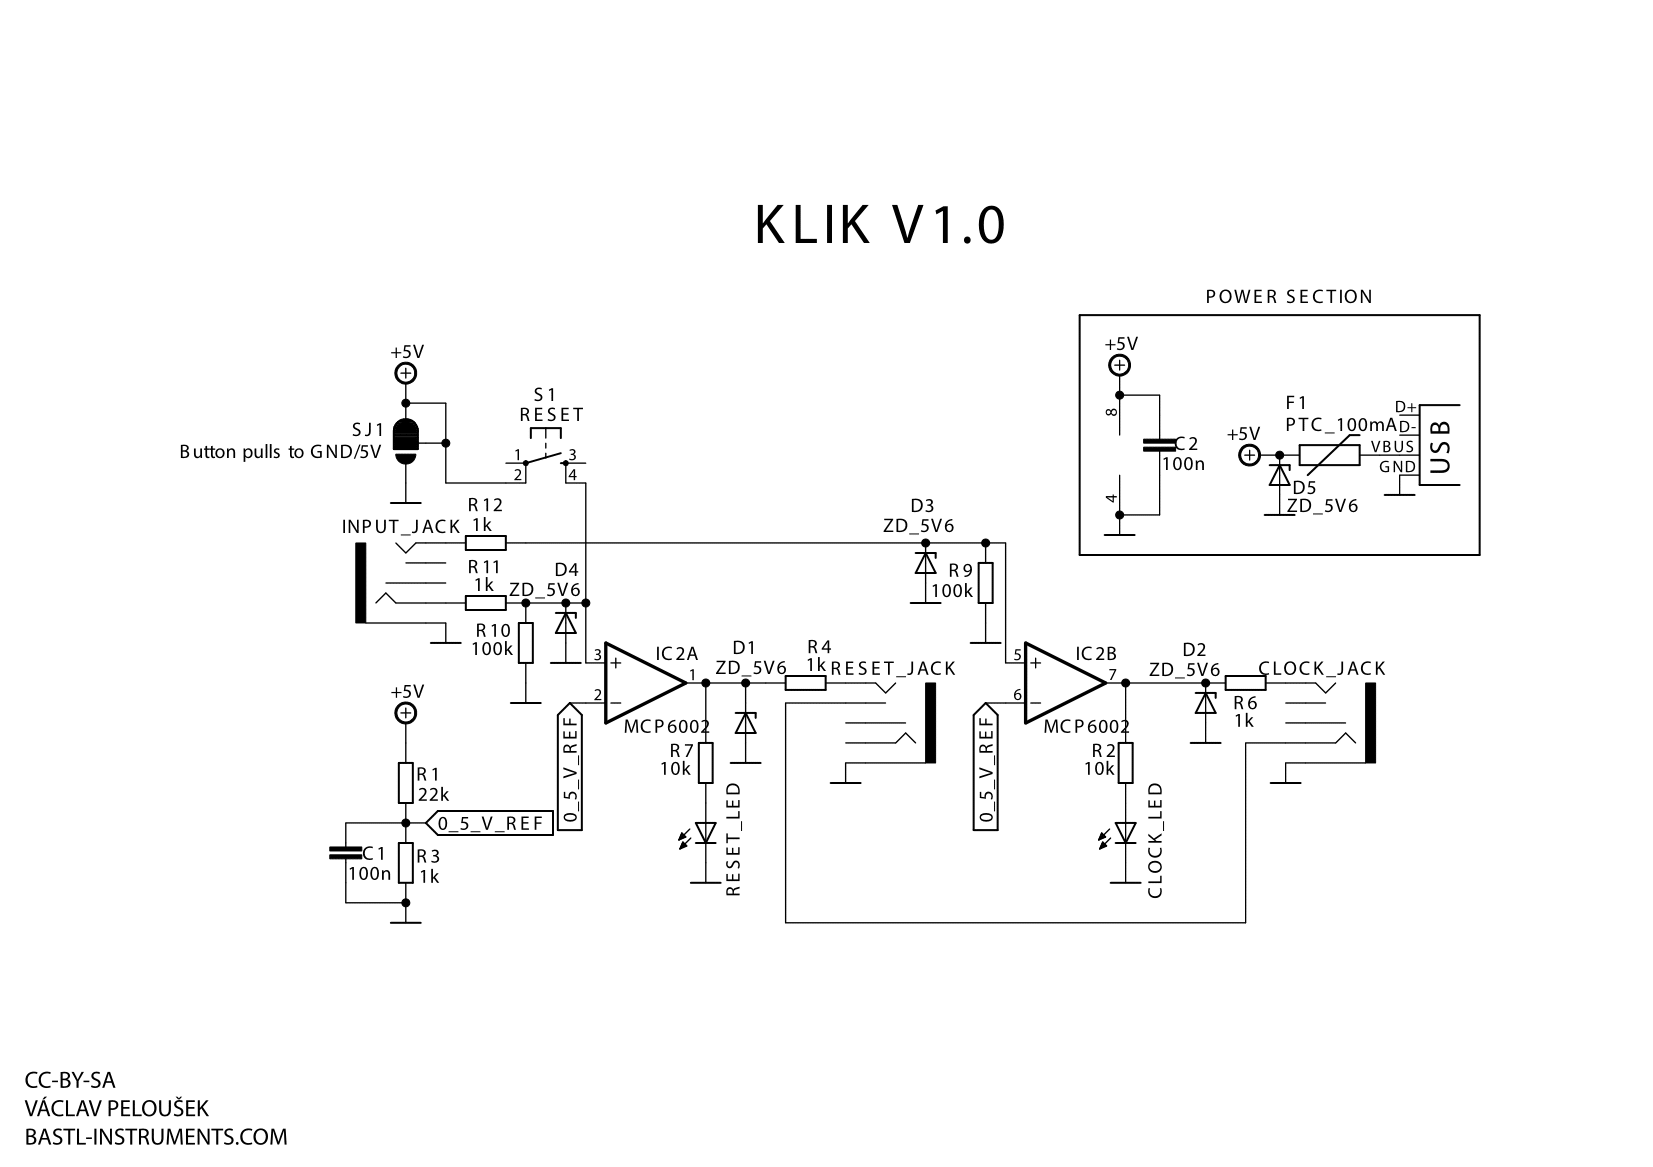 KLIK V1.0
POWER SECTION
+5V
8
C2
100n
4
+5V
F1
PTC_100mA
D5
ZD_5V6
D+
D-
VBUS
GND
USB
+5V
SJ1
Button pulls to GND/5V
S1
RESET
1
2
3
4
INPUT_JACK
R12
1k
R11
1k
D4
ZD_5V6
R10
100k
D3
ZD_5V6
R9
100k
3
2
1
+
−
IC2A
MCP6002
0_5_V_REF
D1
ZD_5V6
R4
1k
RESET_JACK
R7
10k
RESET_LED
5
6
7
+
−
IC2B
MCP6002
0_5_V_REF
D2
ZD_5V6
R6
1k
CLOCK_JACK
R2
10k
CLOCK_LED
+5V
R1
22k
0_5_V_REF
C1
100n
R3
1k
CC-BY-SA
VÁCLAV PELOUŠEK
BASTL-INSTRUMENTS.COM